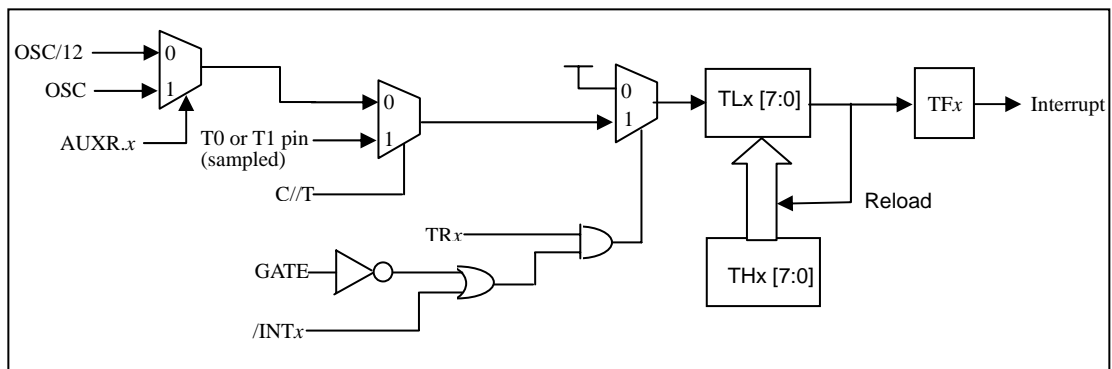 OSC/12
0
OSC
1
AUXR.x
0
T0 or T1 pin
(sampled)
1
C//T
0
1
TLx [7:0]
TFx
Interrupt
Reload
TRx
GATE
THx [7:0]
/INTx